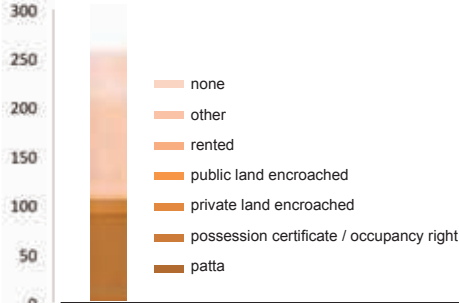 300
250
200
150
100
50
0
none
other
rented
public land encroached
private land encroached
possession certificate / occupancy right
patta